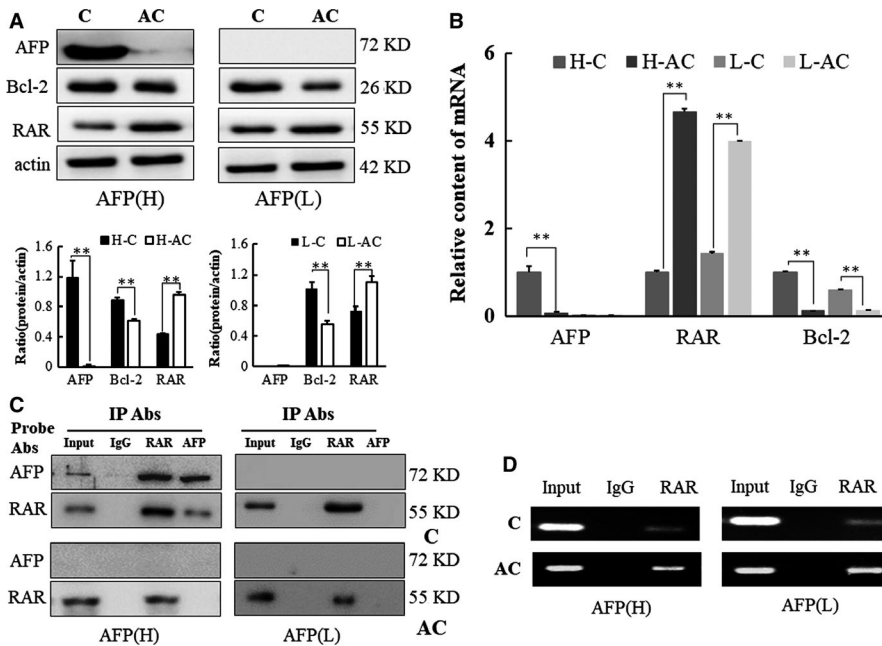 A
C AC C AC
AFP 72 KD
Bcl-2 26 KD
RAR 55 KD
actin 42 KD
AFP(H) AFP(L)
Ratio(protein/actin)
1.6
1.2
0.8
0.4
0
H-C H-AC
** ** **
AFP Bcl-2 RAR
Ratio(protein/actin)
1.6
1.2
0.8
0.4
0.0
L-C L-AC
** **
AFP Bcl-2 RAR
B
Relative content of mRNA
6
4
2
0
H-C H-AC L-C L-AC
** ** ** ** **
AFP RAR Bcl-2
C
IP Abs IP Abs
Probe Abs
Input IgG RAR AFP Input IgG RAR AFP
AFP 72 KD
RAR 55 KD
C
AFP 72 KD
RAR 55 KD
AC
AFP(H) AFP(L)
D
Input IgG RAR Input IgG RAR
C
AC
AFP(H) AFP(L)